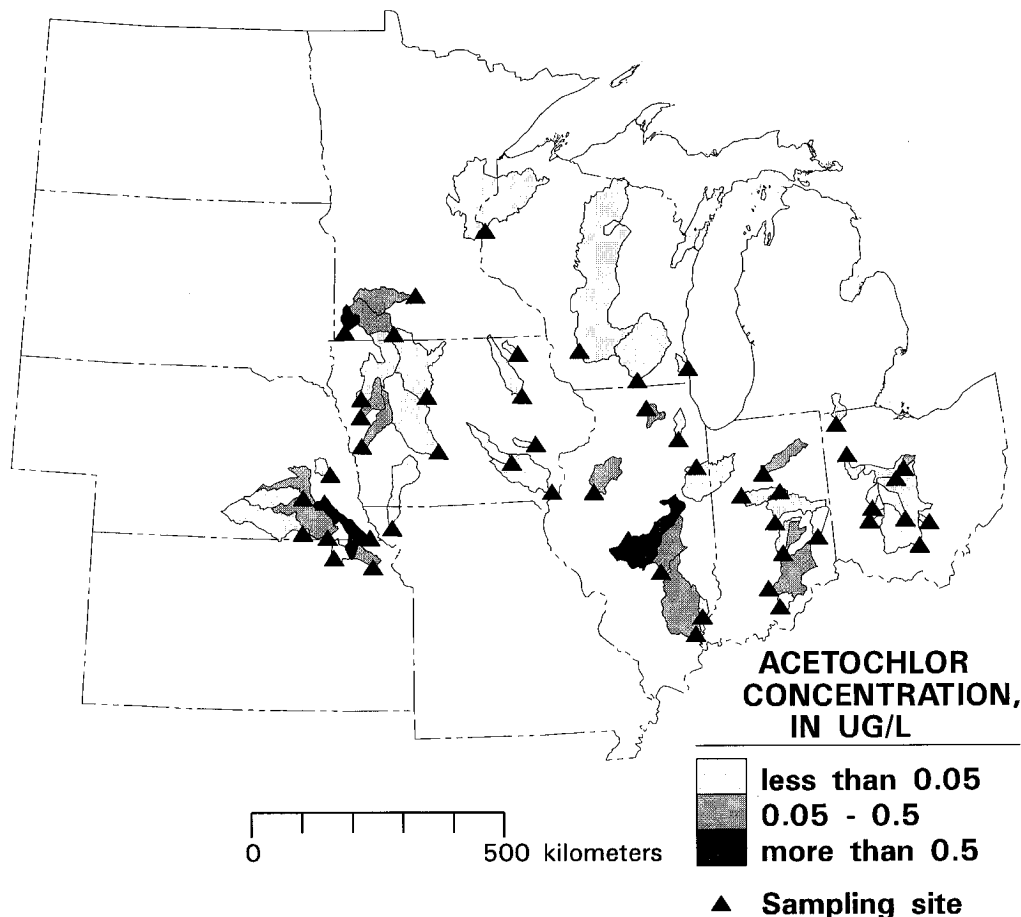 ACETOCHLOR
CONCENTRATION,
IN UG/L
less than 0.05
0.05 - 0.5
more than 0.5
Sampling site
0 500 kilometers